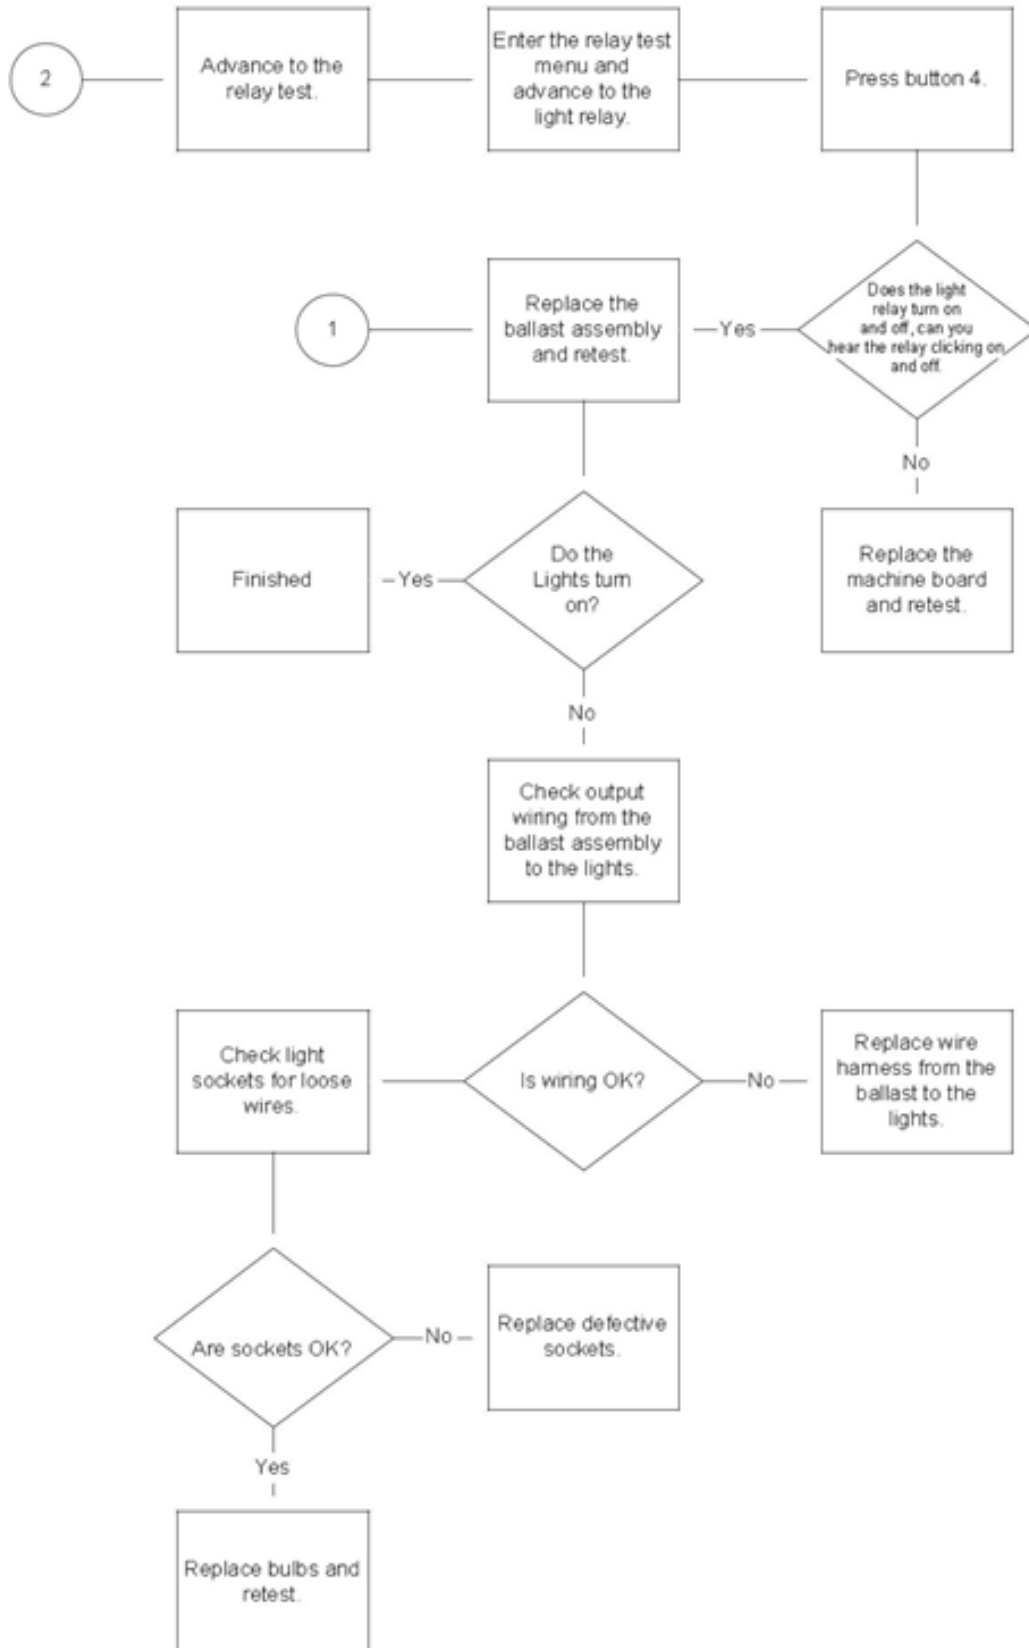 2
Advance to the
relay test.
Enter the relay test
menu and
advance to the
light relay.
Press button 4.
Does the light
relay turn on
and off, can you
hear the relay clicking on
and off.
Yes
Replace the
ballast assembly
and retest.
1
No
Replace the
machine board
and retest.
Do the
Lights turn
on?
Yes
Finished
No
Check output
wiring from the
ballast assembly
to the lights.
Is wiring OK?
No
Replace wire
harness from the
ballast to the
lights.
Check light
sockets for loose
wires.
Are sockets OK?
No
Replace defective
sockets.
Yes
Replace bulbs and
retest.